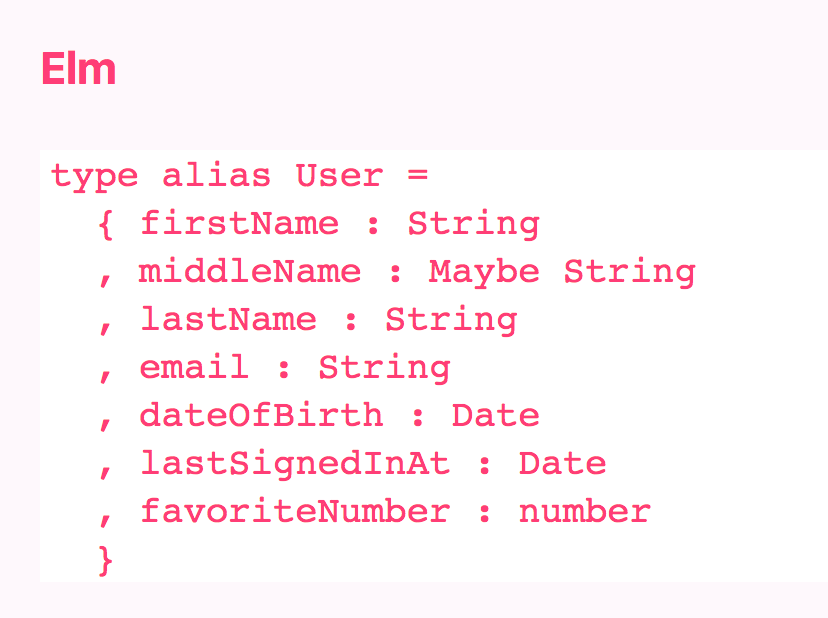 Elm
type alias User =
{ firstName : String
, middleName : Maybe String
, lastName : String
, email : String
, dateOfBirth : Date
, lastSignedInAt : Date
, favoriteNumber : number
}